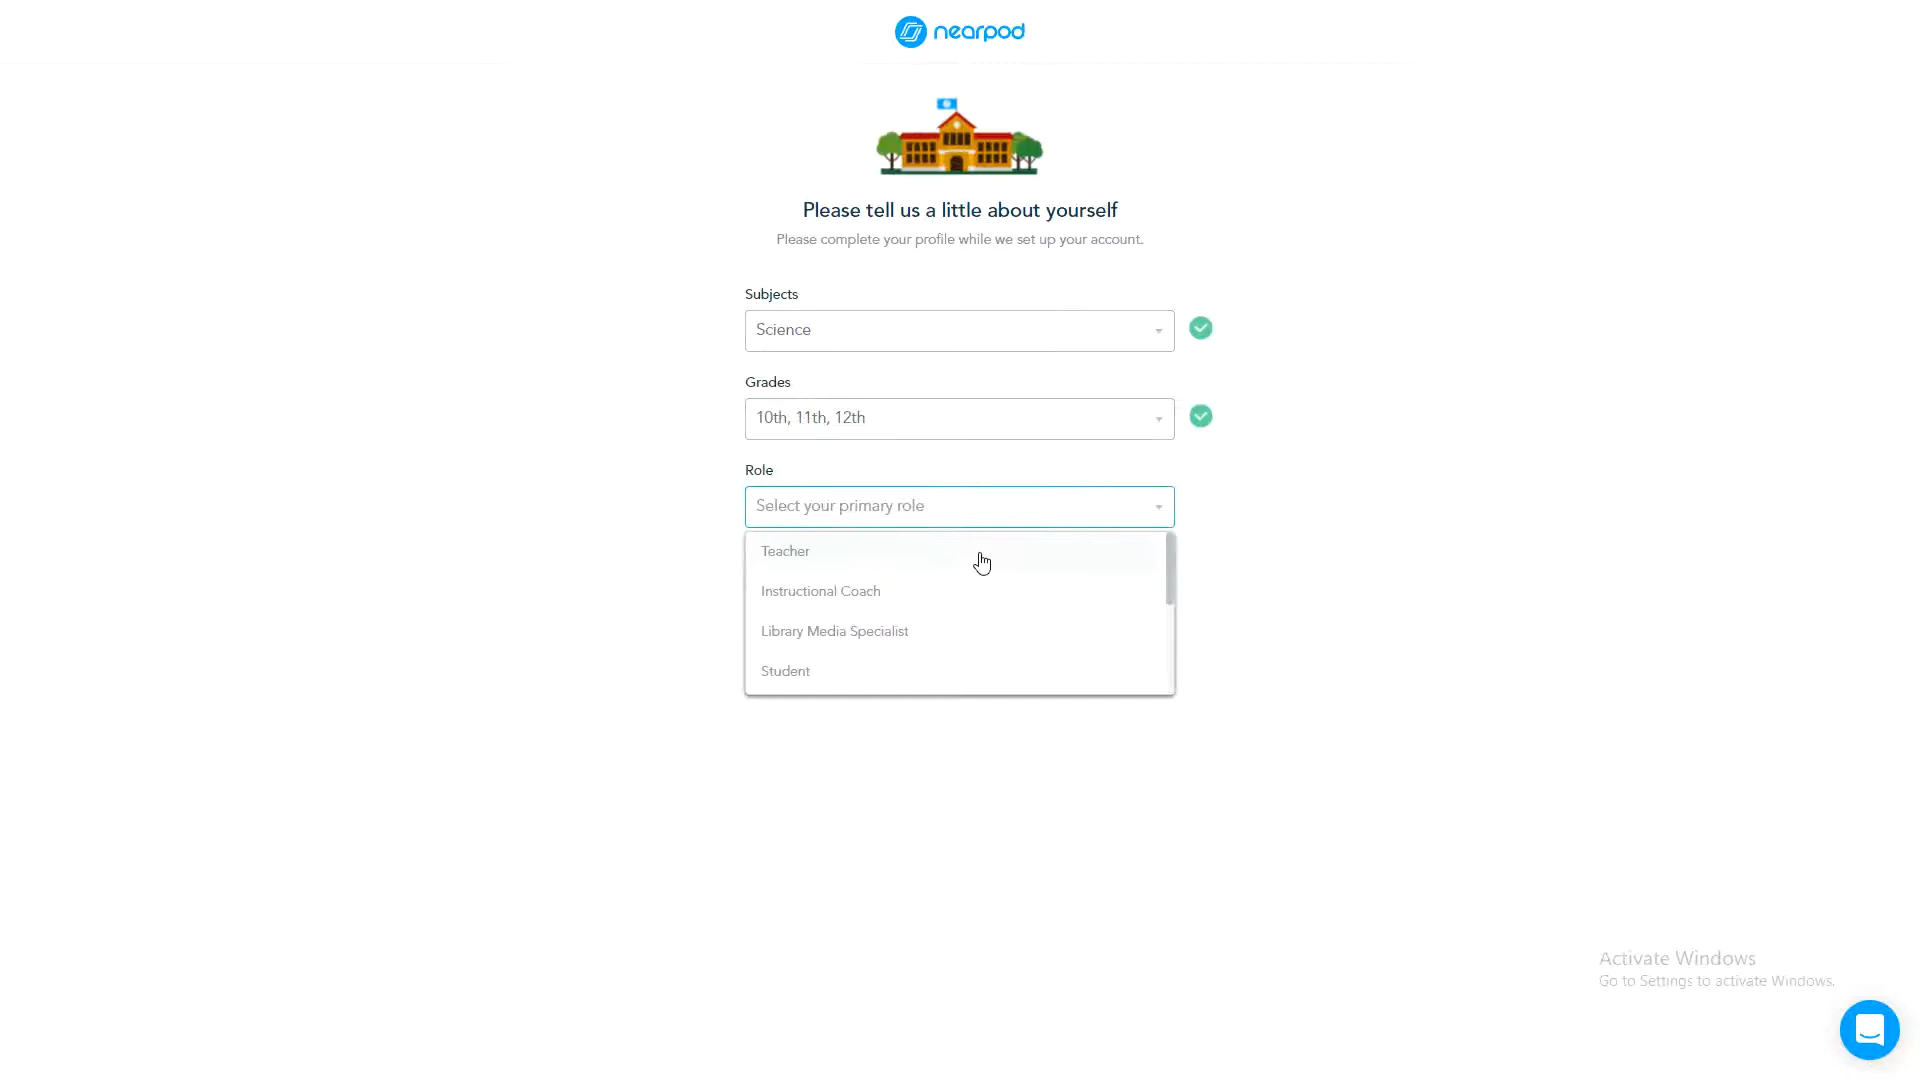 nearpod
Please tell us a little about yourself
Please complete your profile while we set up your account.
Subjects
Science
Grades
10th, 11th, 12th
Role
Select your primary role
Teacher
Instructional Coach
Library Media Specialist
Student
Activate Windows
Go to Settings to activate Windows.